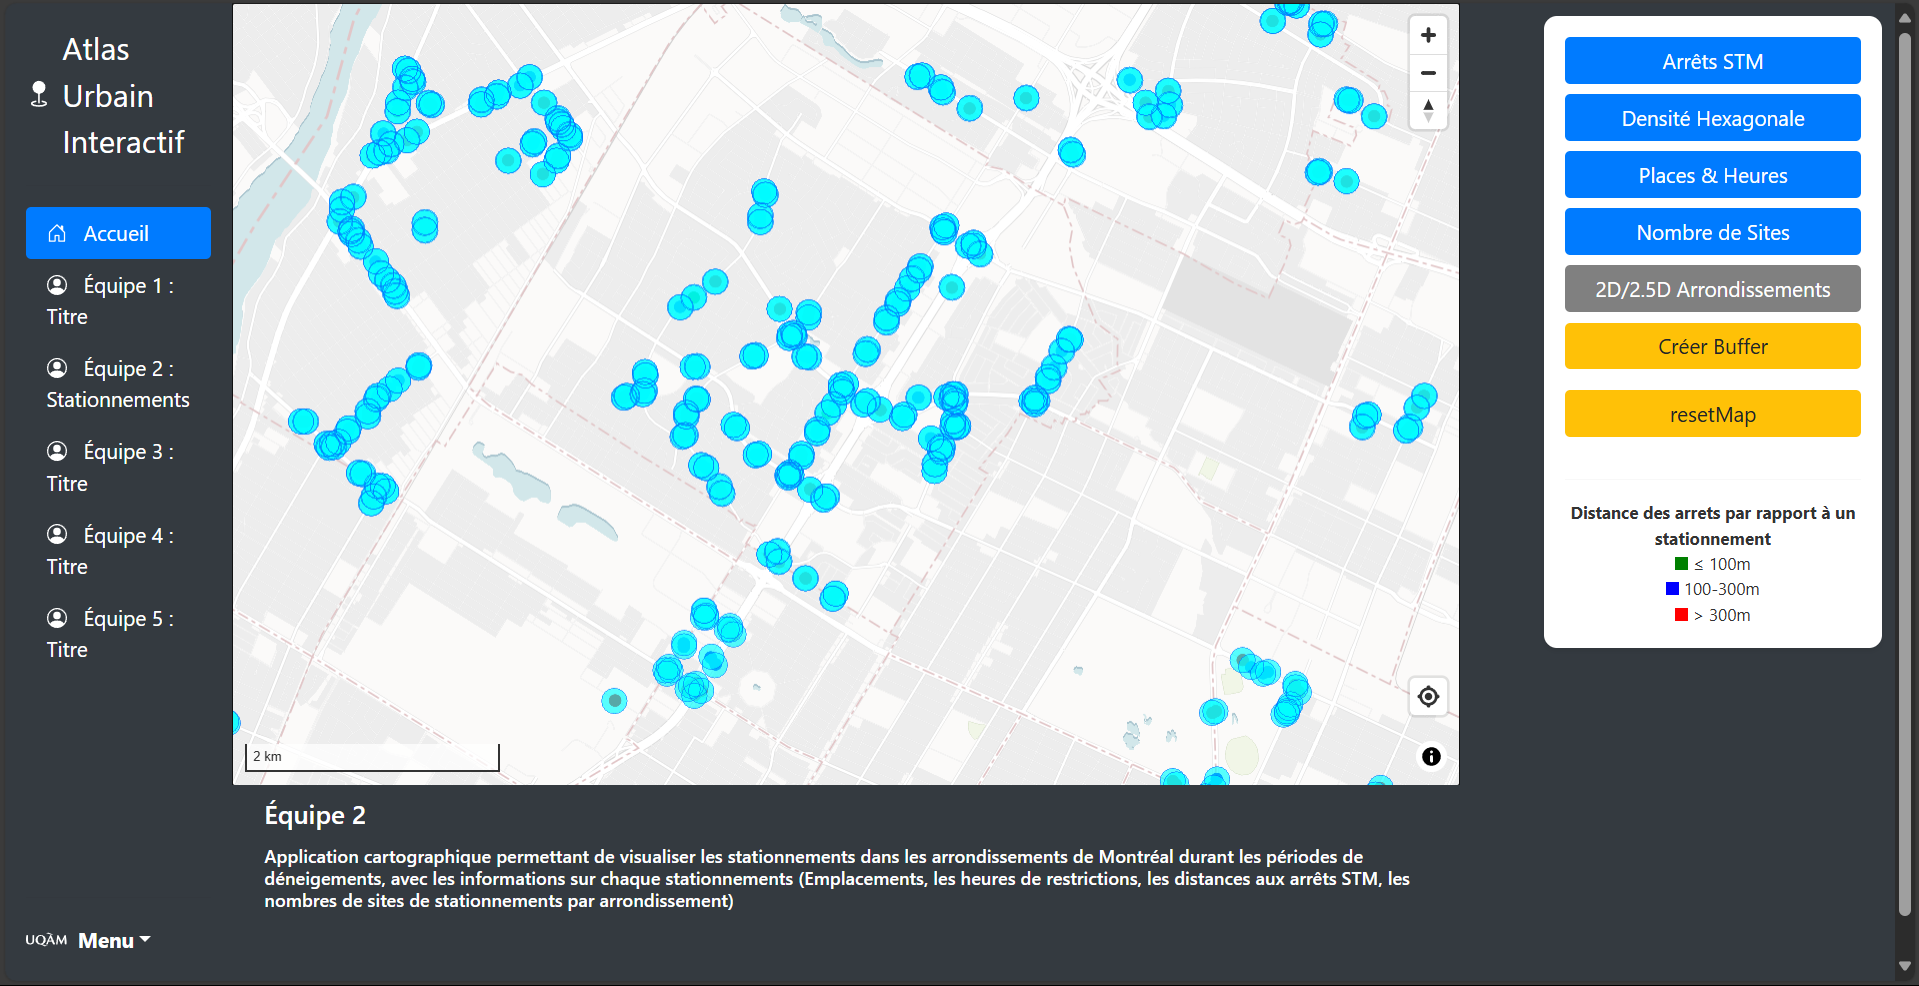 Atlas
Urbain
Interactif
Accueil
Équipe 1 :
Titre
Équipe 2 :
Stationnements
Équipe 3 :
Titre
Équipe 4 :
Titre
Équipe 5 :
Titre
UQÀM Menu
2 km
Équipe 2
Application cartographique permettant de visualiser les stationnements dans les arrondissements de Montréal durant les périodes de
déneigements, avec les informations sur chaque stationnements (Emplacements, les heures de restrictions, les distances aux arrêts STM, les
nombres de sites de stationnements par arrondissement)
Arrêts STM
Densité Hexagonale
Places & Heures
Nombre de Sites
2D/2.5D Arrondissements
Créer Buffer
resetMap
Distance des arrets par rapport à un
stationnement
≤ 100m
100-300m
> 300m